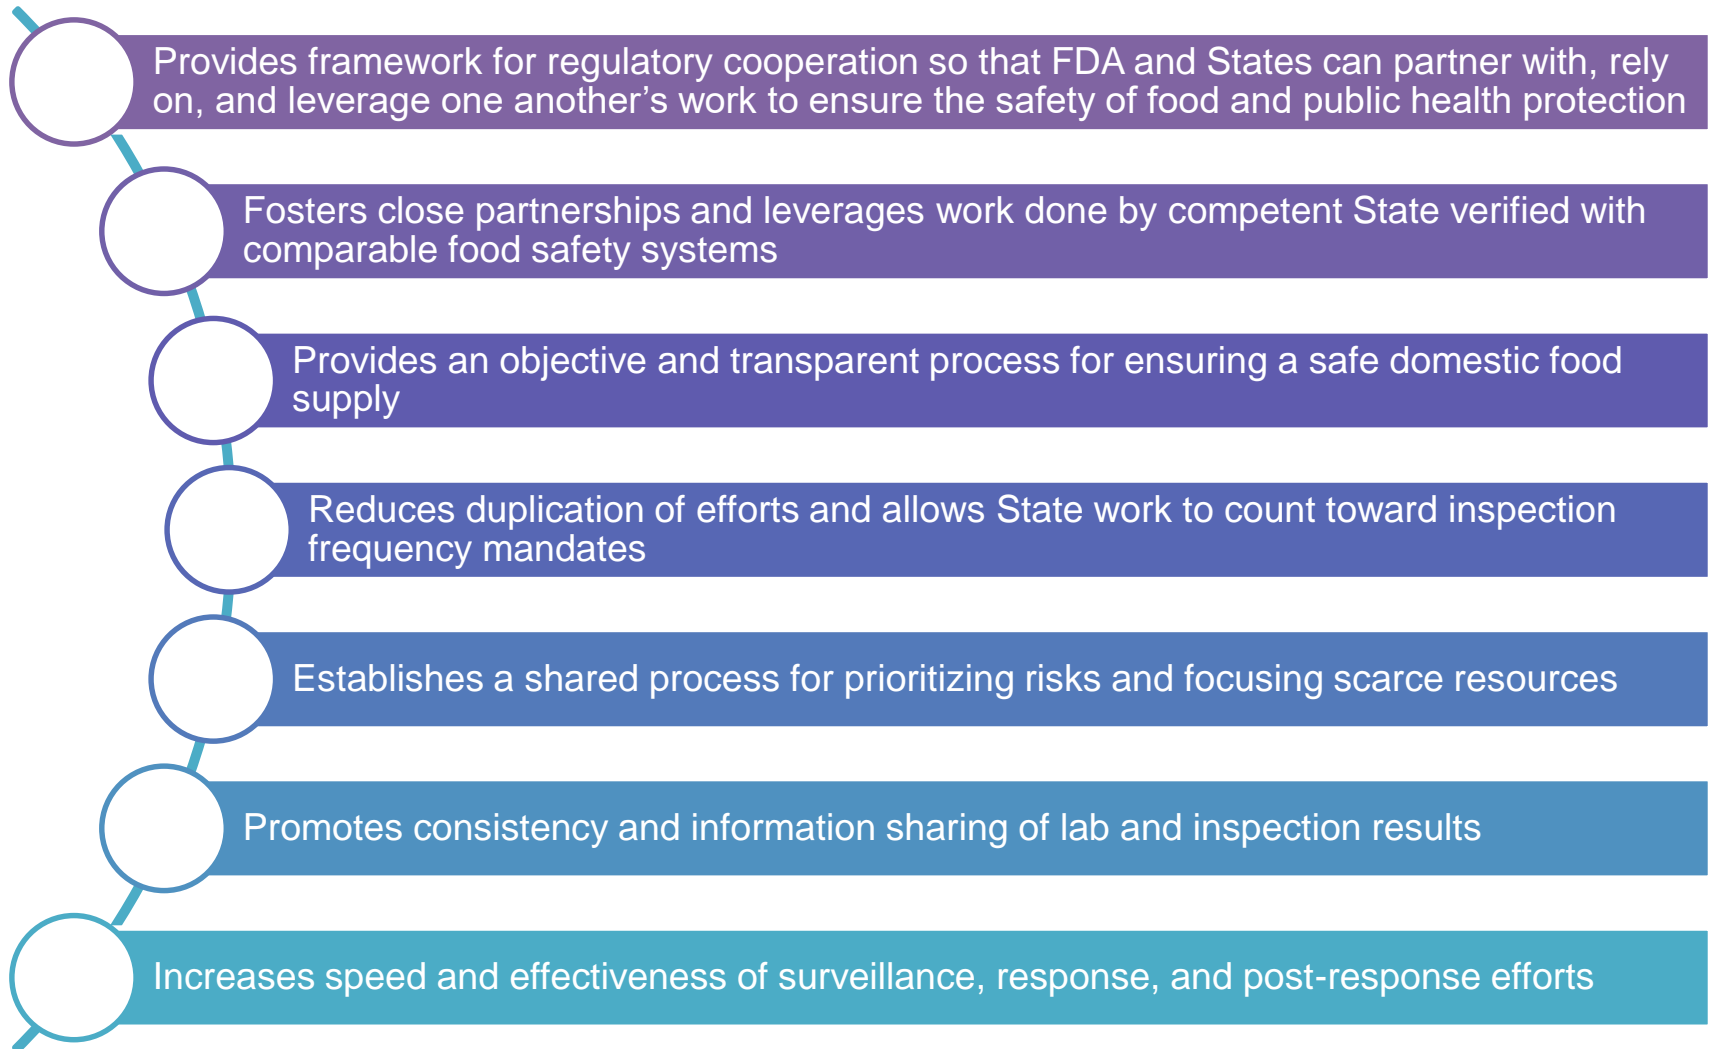 Provides framework for regulatory cooperation so that FDA and States can partner with, rely
on, and leverage one another’s work to ensure the safety of food and public health protection
Fosters close partnerships and leverages work done by competent State verified with
comparable food safety systems
Provides an objective and transparent process for ensuring a safe domestic food
supply
Reduces duplication of efforts and allows State work to count toward inspection
frequency mandates
Establishes a shared process for prioritizing risks and focusing scarce resources
Promotes consistency and information sharing of lab and inspection results
Increases speed and effectiveness of surveillance, response, and post-response efforts